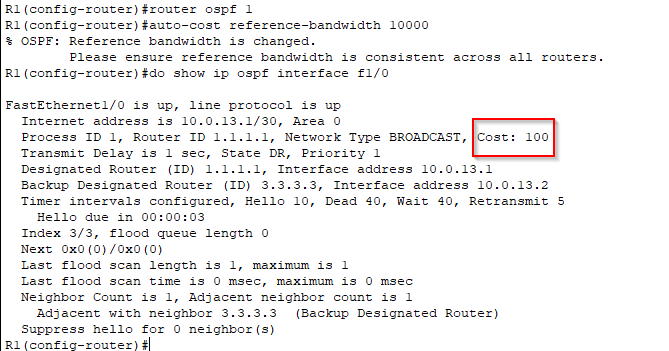 R1(config-router)#router ospf 1
R1(config-router)#auto-cost reference-bandwidth 10000
% OSPF: Reference bandwidth is changed.
Please ensure reference bandwidth is consistent across all routers.
R1(config-router)#do show ip ospf interface f1/0
FastEthernet1/0 is up, line protocol is up
Internet address is 10.0.13.1/30, Area 0
Process ID 1, Router ID 1.1.1.1, Network Type BROADCAST, Cost: 100
Transmit Delay is 1 sec, State DR, Priority 1
Designated Router (ID) 1.1.1.1, Interface address 10.0.13.1
Backup Designated Router (ID) 3.3.3.3, Interface address 10.0.13.2
Timer intervals configured, Hello 10, Dead 40, Wait 40, Retransmit 5
Hello due in 00:00:03
Index 3/3, flood queue length 0
Next 0x0(0)/0x0(0)
Last flood scan length is 1, maximum is 1
Last flood scan time is 0 msec, maximum is 0 msec
Neighbor Count is 1, Adjacent neighbor count is 1
Adjacent with neighbor 3.3.3.3  (Backup Designated Router)
Suppress hello for 0 neighbor(s)
R1(config-router)#